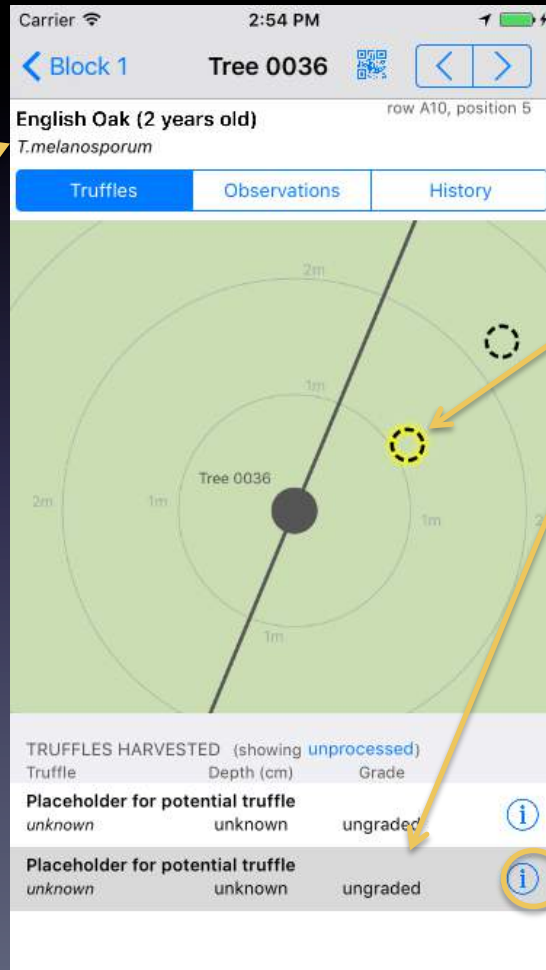 Carrier 2:54 PM
Block 1 Tree 0036
English Oak (2 years old) row A10, position 5
T.melanosporum
Truffles Observations History
2m
1m
Tree 0036
2m 1m 1m 2
1m
TRUFFLES HARVESTED (showing unprocessed)
Truffle Depth (cm) Grade
Placeholder for potential truffle
unknown unknown ungraded
Placeholder for potential truffle
unknown unknown ungraded